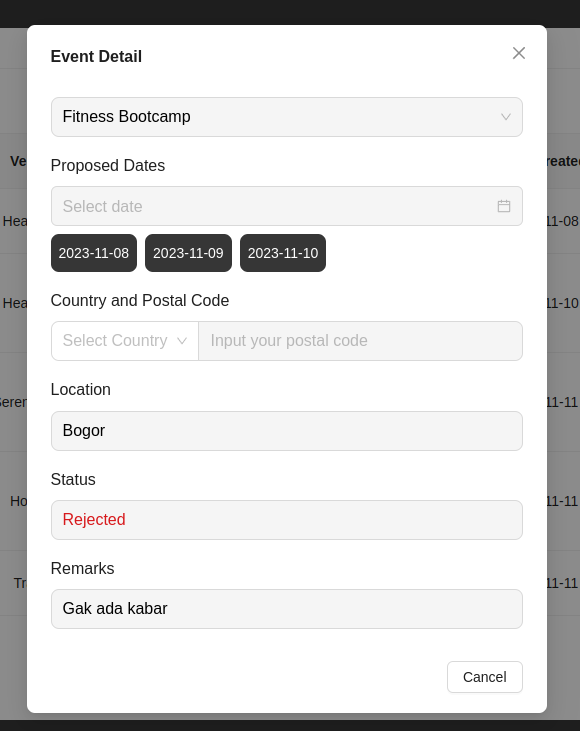 Event Detail
Fitness Bootcamp
Proposed Dates
Select date
2023-11-08 2023-11-09 2023-11-10
Country and Postal Code
Select Country Input your postal code
Location
Bogor
Status
Rejected
Remarks
Gak ada kabar
Cancel
Ve
Hea 11-08
Hea 11-10
11-11
Ho 11-11
Tr 11-11